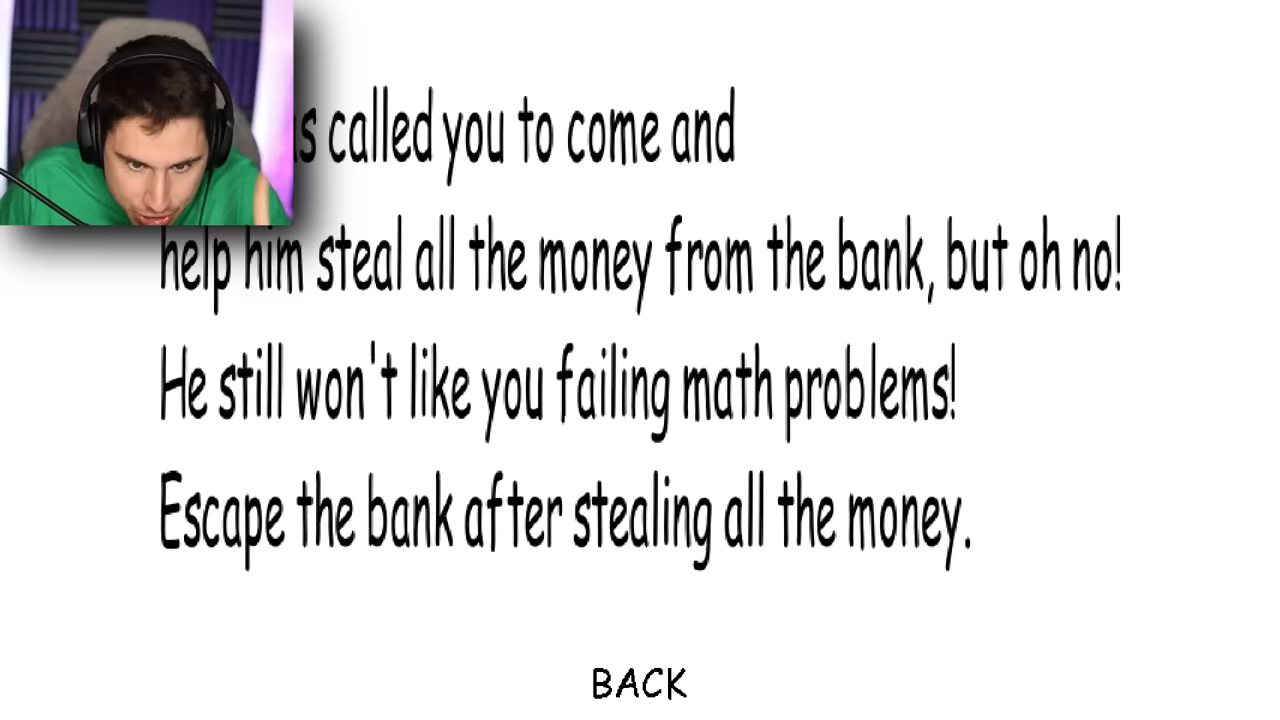 called you to come and
help him steal all the money from the bank, but oh no!
He still won't like you failing math problems!
Escape the bank after stealing all the money.
BACK